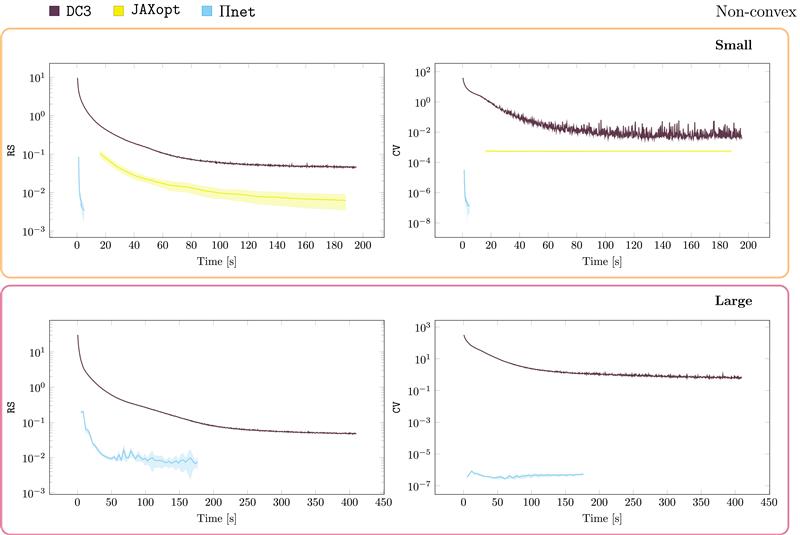 DC3 JAXopt Πnet Non-convex
Small
RS
10¹
10⁰
10⁻¹
10⁻²
10⁻³
0 20 40 60 80 100 120 140 160 180 200
Time [s]
CV
10²
10⁰
10⁻²
10⁻⁴
10⁻⁶
10⁻⁸
0 20 40 60 80 100 120 140 160 180 200
Time [s]
Large
RS
10¹
10⁰
10⁻¹
10⁻²
10⁻³
0 50 100 150 200 250 300 350 400 450
Time [s]
CV
10³
10¹
10⁻¹
10⁻³
10⁻⁵
10⁻⁷
0 50 100 150 200 250 300 350 400 450
Time [s]